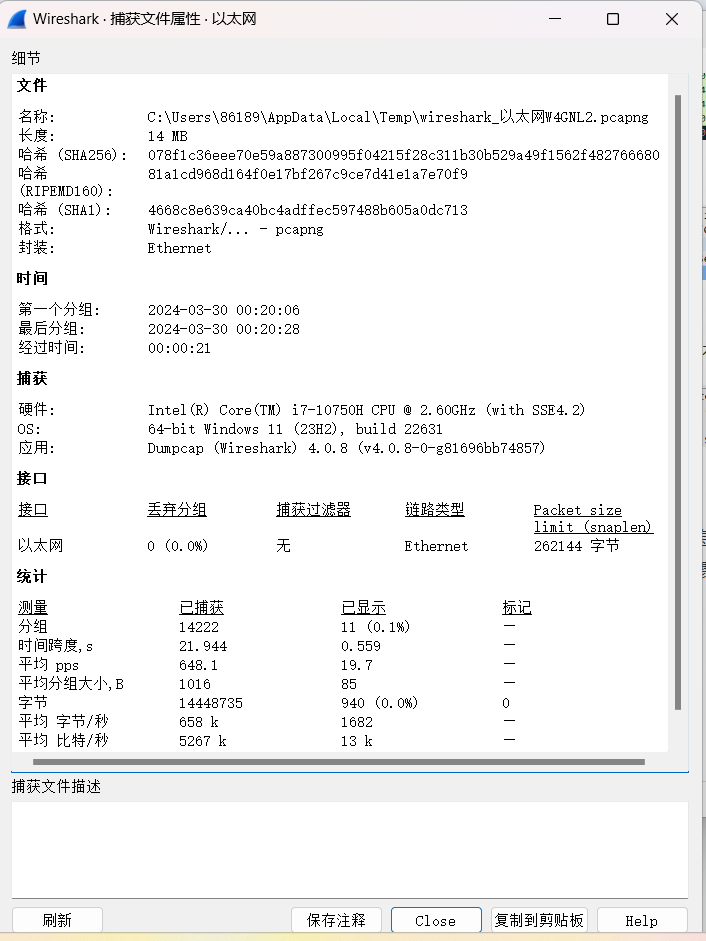 Wireshark · 捕获文件属性 · 以太网
细节
文件
名称: C:\Users\86189\AppData\Local\Temp\wireshark_以太网W4GNL2.pcapng
长度: 14 MB
哈希 (SHA256): 078f1c36eee70e59a887300995f04215f28c311b30b529a49f1562f482766680
哈希 (RIPEMD160): 81a1cd968d164f0e17bf267c9ce7d41e1a7e70f9
哈希 (SHA1): 4668c8e639ca40bc4adffec597488b605a0dc713
格式: Wireshark/... - pcapng
封装: Ethernet
时间
第一个分组: 2024-03-30 00:20:06
最后分组: 2024-03-30 00:20:28
经过时间: 00:00:21
捕获
硬件: Intel(R) Core(TM) i7-10750H CPU @ 2.60GHz (with SSE4.2)
OS: 64-bit Windows 11 (23H2), build 22631
应用: Dumpcap (Wireshark) 4.0.8 (v4.0.8-0-g81696bb74857)
接口
接口 丢弃分组 捕获过滤器 链路类型 Packet size limit (snaplen)
以太网 0 (0.0%) 无 Ethernet 262144 字节
统计
测量 已捕获 已显示 标记
分组 14222 11 (0.1%) —
时间跨度,s 21.944 0.559 —
平均 pps 648.1 19.7 —
平均分组大小,B 1016 85 —
字节 14448735 940 (0.0%) 0
平均 字节/秒 658 k 1682 —
平均 比特/秒 5267 k 13 k —
捕获文件描述
刷新 保存注释 Close 复制到剪贴板 Help